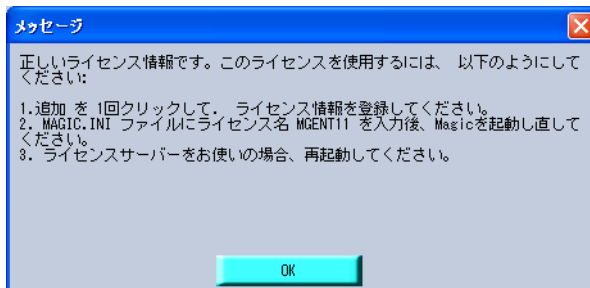 メッセージ
正しいライセンス情報です。このライセンスを使用するには、 以下のようにして
ください:
1.追加 を 1回クリックして. ライセンス情報を登録してください。
2. MAGIC.INI ファイルにライセンス名 MGENT11 を入力後、Magicを起動し直して
ください。
3. ライセンスサーバーをお使いの場合、再起動してください。
OK